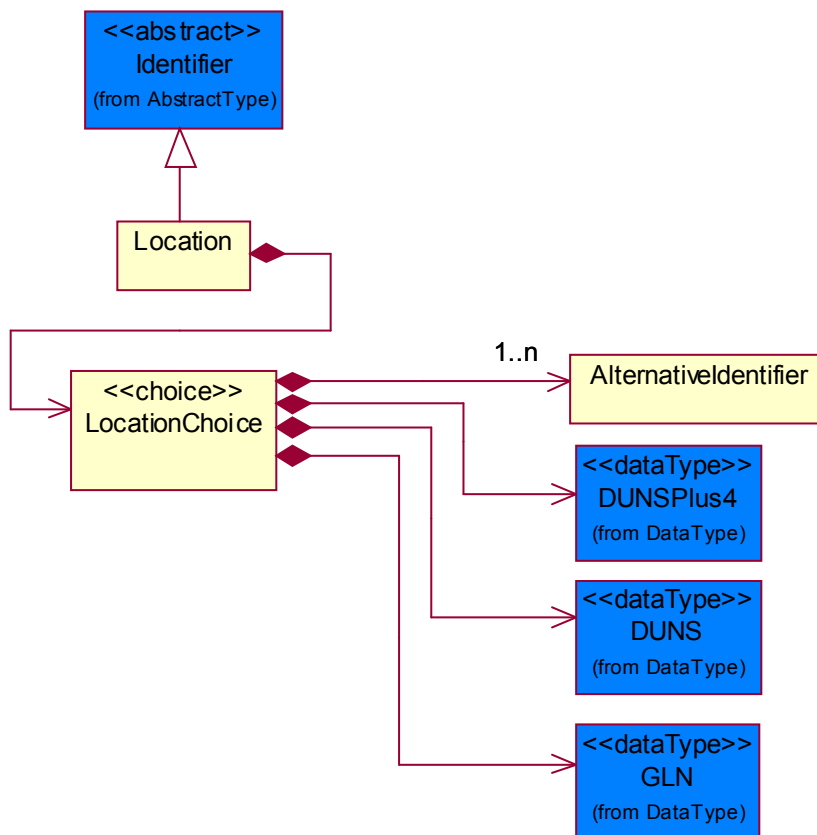 <<abstract>>
Identifier
(from AbstractType)
Location
1..n
AlternativeIdentifier
<<choice>>
LocationChoice
<<dataType>>
DUNSPlus4
(from DataType)
<<dataType>>
DUNS
(from DataType)
<<dataType>>
GLN
(from DataType)